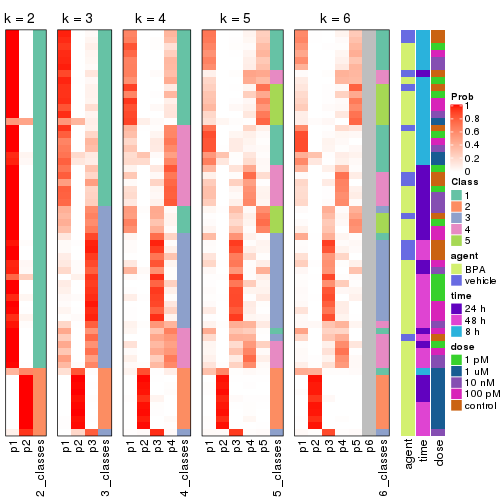 k = 2 k = 3 k = 4 k = 5 k = 6
Prob
1
0.8
0.6
0.4
0.2
0
Class
1
2
3
4
5
agent
BPA
vehicle
time
24 h
48 h
8 h
dose
1 pM
1 uM
10 nM
100 pM
control
p1 p2 2_classes p1 p2 p3 3_classes p1 p2 p3 p4 4_classes p1 p2 p3 p4 p5 5_classes p1 p2 p3 p4 p5 p6 6_classes agent time dose